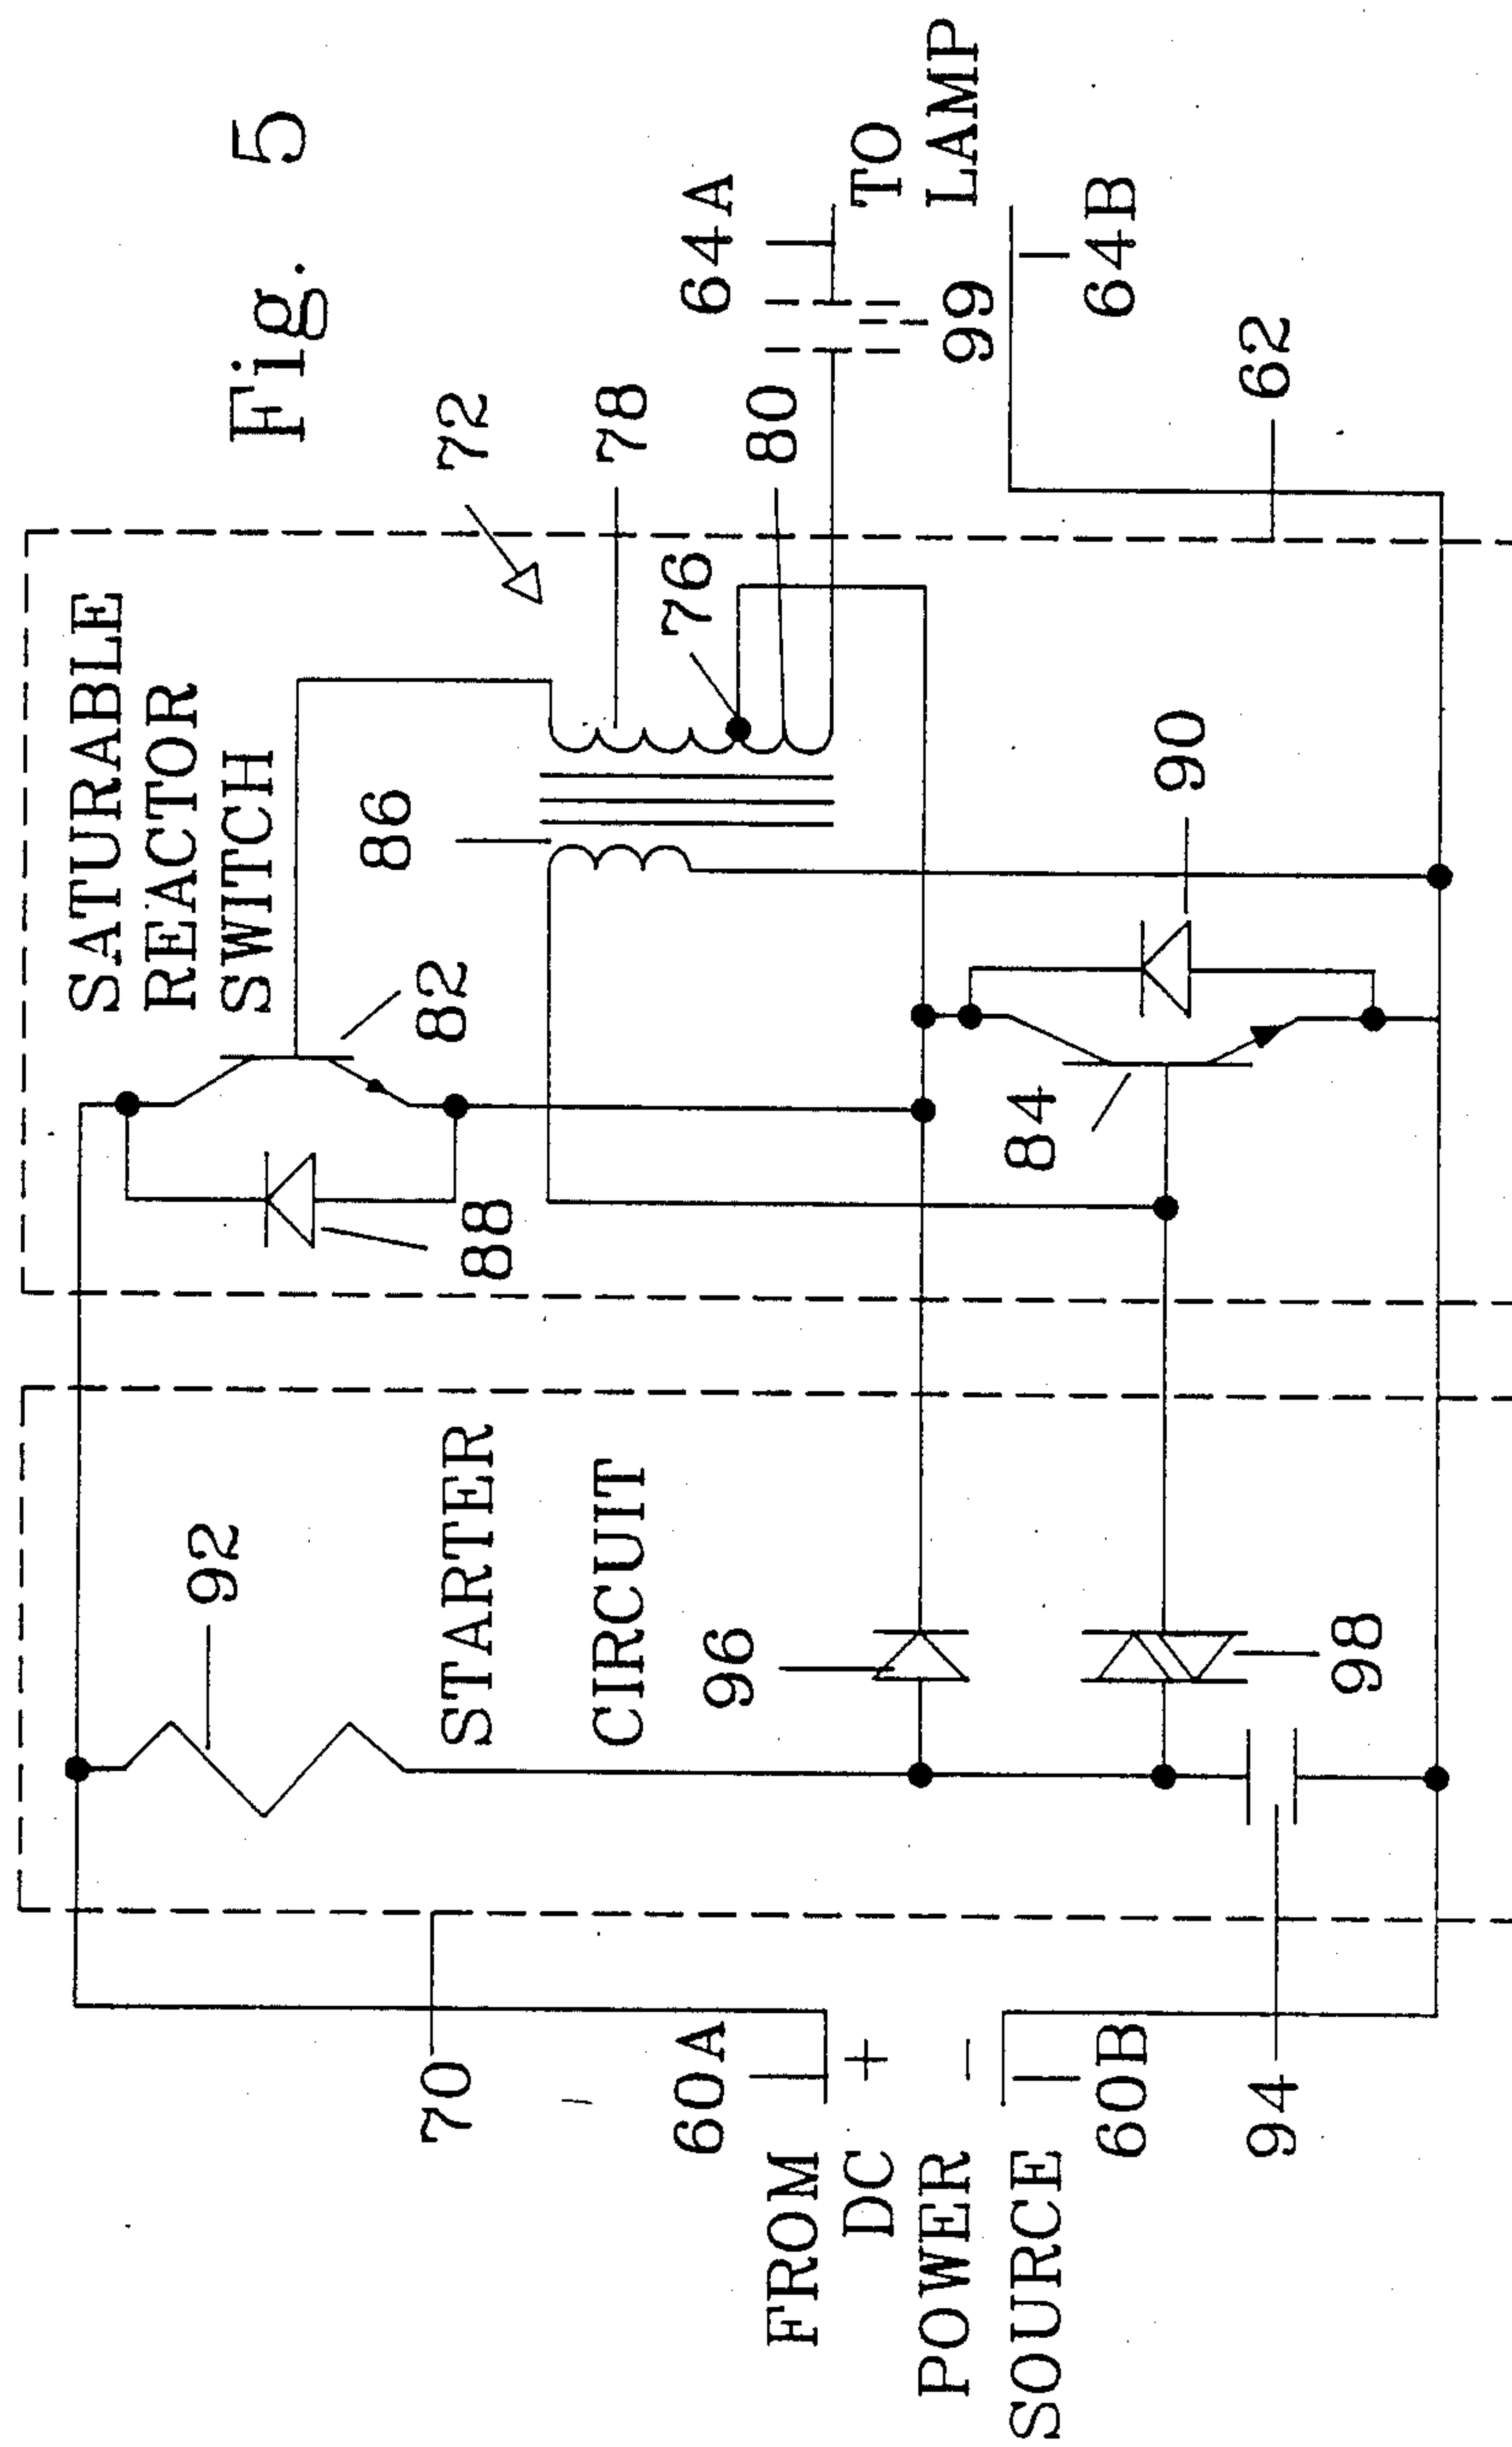 Fig. 5
SATURABLE
REACTOR
SWITCH
72
78
76
80
86
82
88
84
90
62
64A
TO
LAMP
99
64B
STARTER
CIRCUIT
92
96
98
70
60A
FROM
DC
POWER
SOURCE
+
−
60B
94